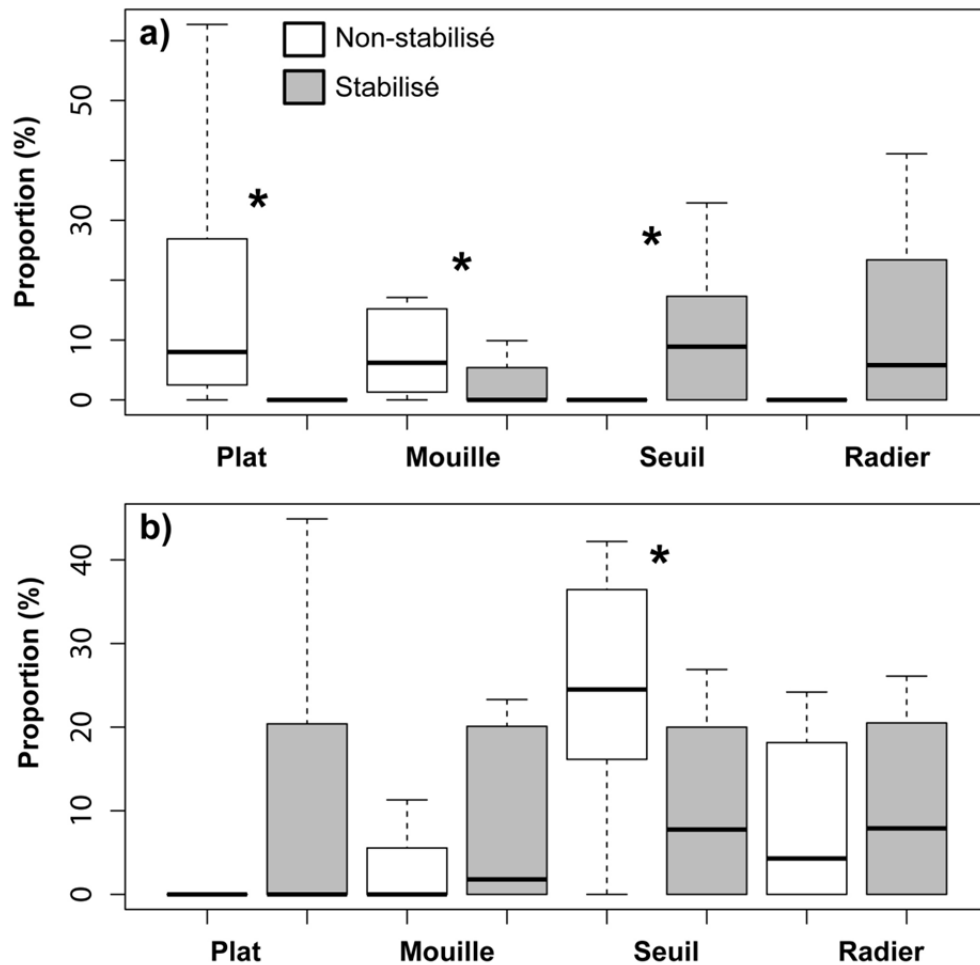 a)
Non-stabilisé
Stabilisé
*
*
*
Proportion (%)
50
30
10
0
Plat Mouille Seuil Radier
b)
*
Proportion (%)
40
30
20
10
0
Plat Mouille Seuil Radier